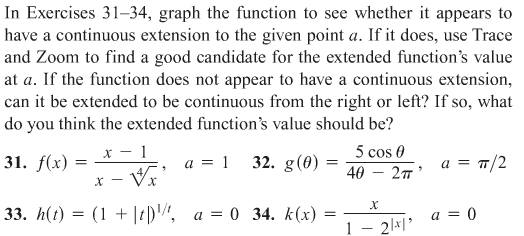 In Exercises 31–34, graph the function to see whether it appears to
have a continuous extension to the given point a. If it does, use Trace
and Zoom to find a good candidate for the extended function's value
at a. If the function does not appear to have a continuous extension,
can it be extended to be continuous from the right or left? If so, what
do you think the extended function's value should be?
31. f(x) = (x − 1)/(x − ∜x), a = 1 32. g(θ) = (5 cos θ)/(4θ − 2π), a = π/2
33. h(t) = (1 + |t|)^{1/t}, a = 0 34. k(x) = x/(1 − 2^{|x|}), a = 0